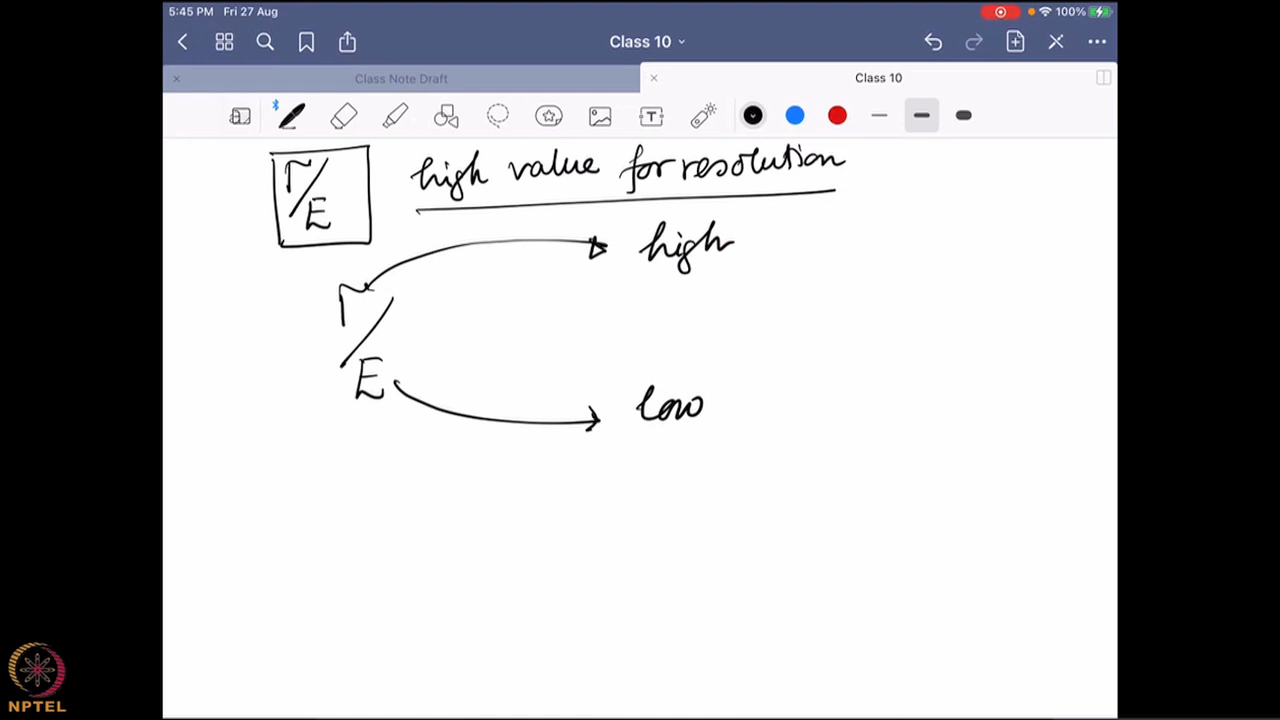 5:45 PM Fri 27 Aug
100%
Class 10
Class Note Draft
Class 10
T
Γ/E high value for resolution
high
Γ/E
low
NPTEL